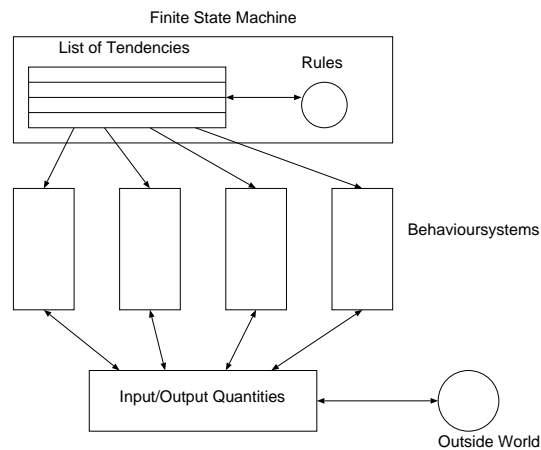 Finite State Machine
List of Tendencies
Rules
Behavioursystems
Input/Output Quantities
Outside World